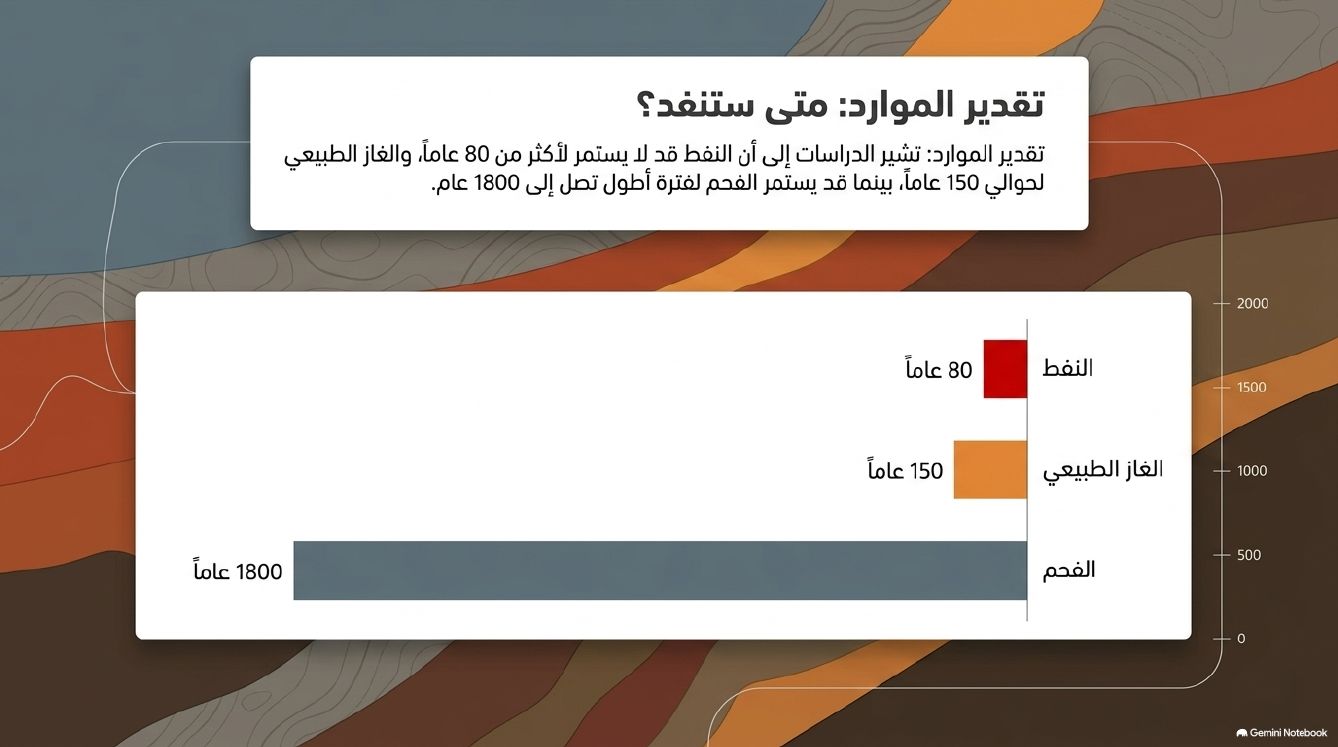 تقدير الموارد: متى ستنفد؟
تقدير الموارد: تشير الدراسات إلى أن النفط قد لا يستمر لأكثر من 80 عاماً، والغاز الطبيعي
لحوالي 150 عاماً، بينما قد يستمر الفحم لفترة أطول تصل إلى 1800 عام.
النفط
80 عاماً
الغاز الطبيعي
150 عاماً
الفحم
1800 عاماً
2000
1500
1000
500
0
Gemini Notebook